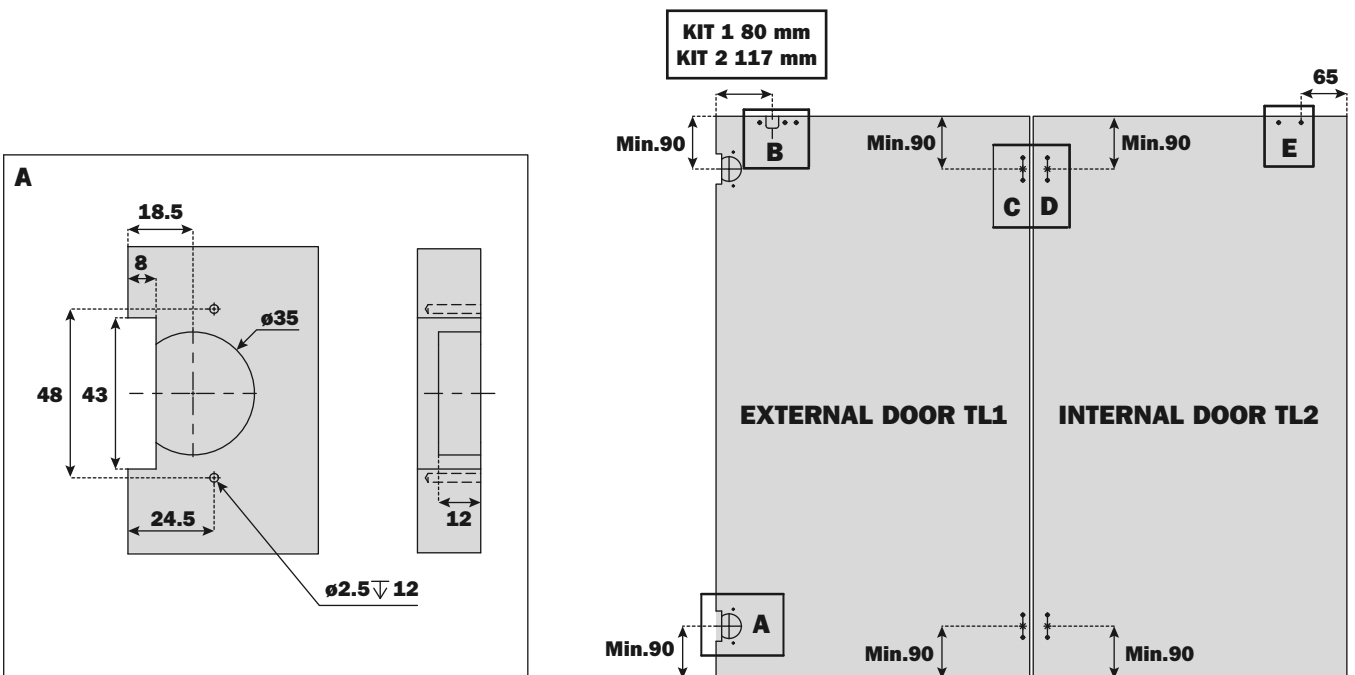 KIT 1 80 mm
KIT 2 117 mm
65
Min.90
B
Min.90
Min.90
E
C
D
EXTERNAL DOOR TL1
INTERNAL DOOR TL2
A
Min.90
Min.90
Min.90
A
18.5
8
ø35
48
43
24.5
12
ø2.5↧12